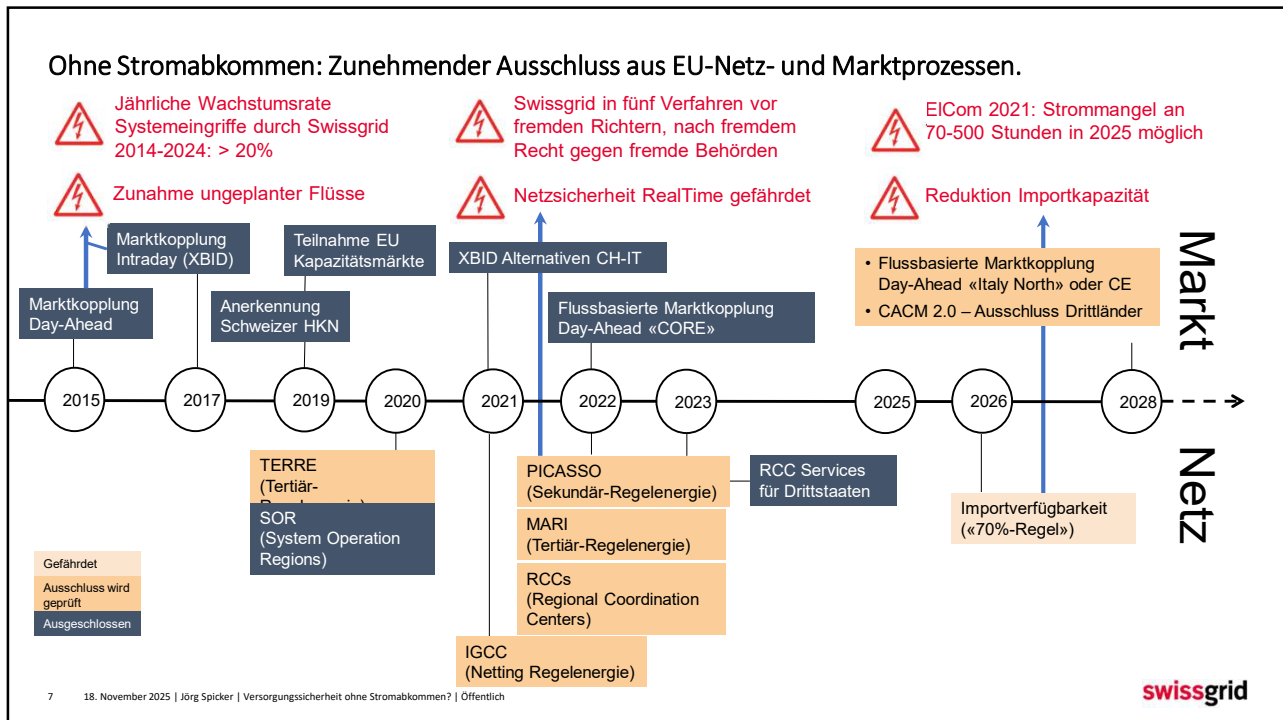 Ohne Stromabkommen: Zunehmender Ausschluss aus EU-Netz- und Marktprozessen.
Jährliche Wachstumsrate
Systemeingriffe durch Swissgrid
2014-2024: > 20%
Zunahme ungeplanter Flüsse
Swissgrid in fünf Verfahren vor
fremden Richtern, nach fremdem
Recht gegen fremde Behörden
Netzsicherheit RealTime gefährdet
ElCom 2021: Strommangel an
70-500 Stunden in 2025 möglich
Reduktion Importkapazität
Marktkopplung
Intraday (XBID)
Teilnahme EU
Kapazitätsmärkte
XBID Alternativen CH-IT
Marktkopplung
Day-Ahead
Anerkennung
Schweizer HKN
Flussbasierte Marktkopplung
Day-Ahead «CORE»
• Flussbasierte Marktkopplung
Day-Ahead «Italy North» oder CE
• CACM 2.0 – Ausschluss Drittländer
Markt
2015
2017
2019
2020
2021
2022
2023
2025
2026
2028
Netz
TERRE
(Tertiär-
SOR
(System Operation
Regions)
PICASSO
(Sekundär-Regelenergie)
MARI
(Tertiär-Regelenergie)
RCCs
(Regional Coordination
Centers)
IGCC
(Netting Regelenergie)
RCC Services
für Drittstaaten
Importverfügbarkeit
(«70%-Regel»)
Gefährdet
Ausschluss wird
geprüft
Ausgeschlossen
7 18. November 2025 | Jörg Spicker | Versorgungssicherheit ohne Stromabkommen? | Öffentlich
swissgrid